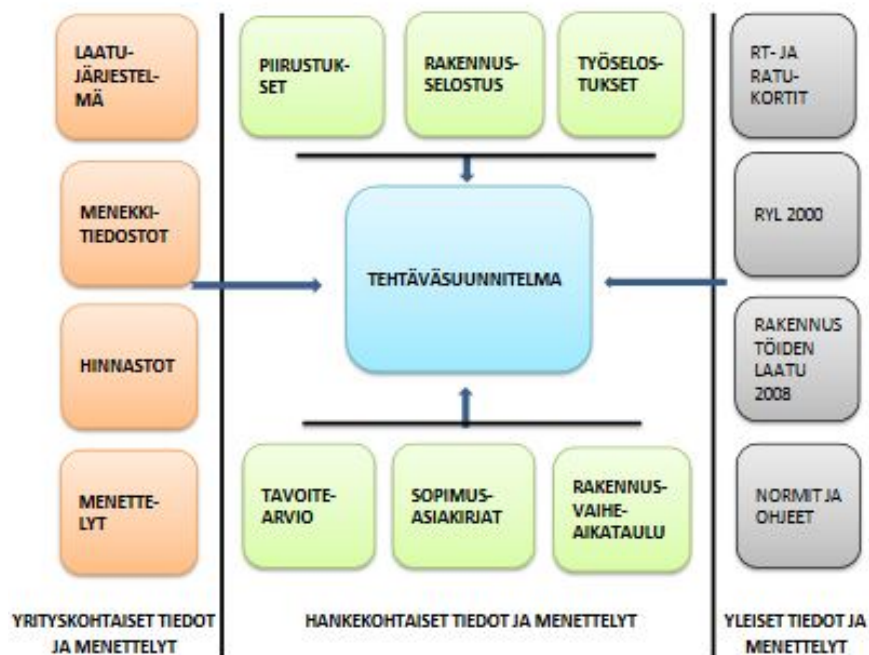 LAATU-
JÄRJESTEL-
MÄ
MENEKKI-
TIEDOSTOT
HINNASTOT
MENETTE-
LYT
YRITYSKOHTAISET TIEDOT
JA MENETTELYT
PIIRUSTUK-
SET
RAKENNUS-
SELOSTUS
TYÖSELOS-
TUKSET
TEHTÄVÄSUUNNITELMA
TAVOITE-
ARVIO
SOPIMUS-
ASIAKIRJAT
RAKENNUS-
VAIHE-
AIKATAULU
HANKEKOHTAISET TIEDOT JA MENETTELYT
RT- JA
RATU-
KORTIT
RYL 2000
RAKENNUS
TÖIDEN
LAATU
2008
NORMIT JA
OHJEET
YLEISET TIEDOT JA
MENETTELYT